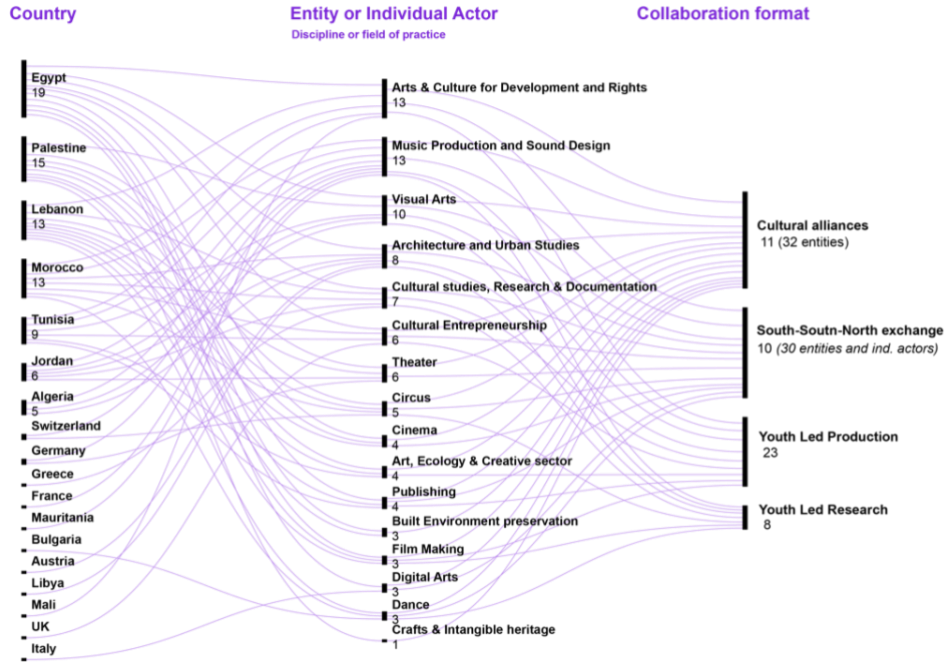 Country
Egypt
19
Palestine
15
Lebanon
13
Morocco
13
Tunisia
9
Jordan
6
Algeria
5
Switzerland
Germany
Greece
France
Mauritania
Bulgaria
Austria
Libya
Mali
UK
Italy
Entity or Individual Actor
Discipline or field of practice
Arts & Culture for Development and Rights
13
Music Production and Sound Design
13
Visual Arts
10
Architecture and Urban Studies
8
Cultural studies, Research & Documentation
7
Cultural Entrepreneurship
6
Theater
6
Circus
5
Cinema
4
Art, Ecology & Creative sector
4
Publishing
4
Built Environment preservation
3
Film Making
3
Digital Arts
3
Dance
3
Crafts & Intangible heritage
1
Collaboration format
Cultural alliances
11 (32 entities)
South-Soutn-North exchange
10 (30 entities and ind. actors)
Youth Led Production
23
Youth Led Research
8